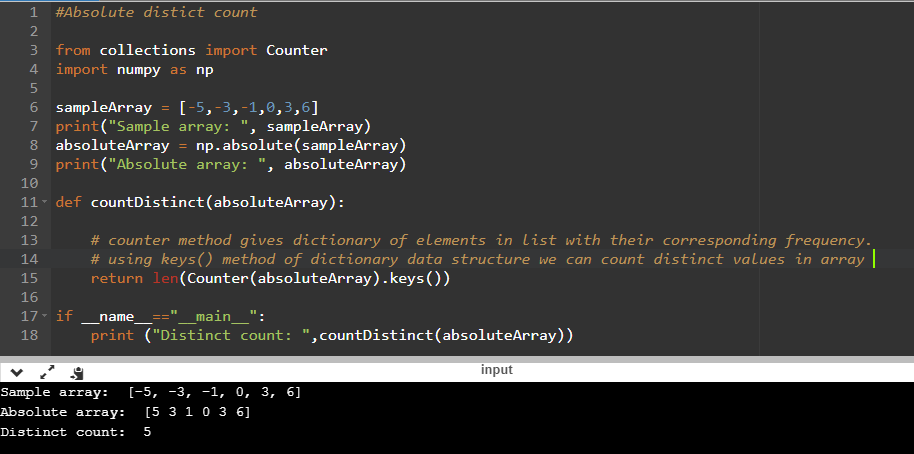 1 #Absolute distict count
2
3 from collections import Counter
4 import numpy as np
5
6 sampleArray = [-5,-3,-1,0,3,6]
7 print("Sample array: ", sampleArray)
8 absoluteArray = np.absolute(sampleArray)
9 print("Absolute array: ", absoluteArray)
10
11 def countDistinct(absoluteArray):
12
13     # counter method gives dictionary of elements in list with their corresponding frequency.
14     # using keys() method of dictionary data structure we can count distinct values in array
15     return len(Counter(absoluteArray).keys())
16
17 if __name__=="__main__":
18     print ("Distinct count: ",countDistinct(absoluteArray))
input
Sample array:  [-5, -3, -1, 0, 3, 6]
Absolute array:  [5 3 1 0 3 6]
Distinct count:  5